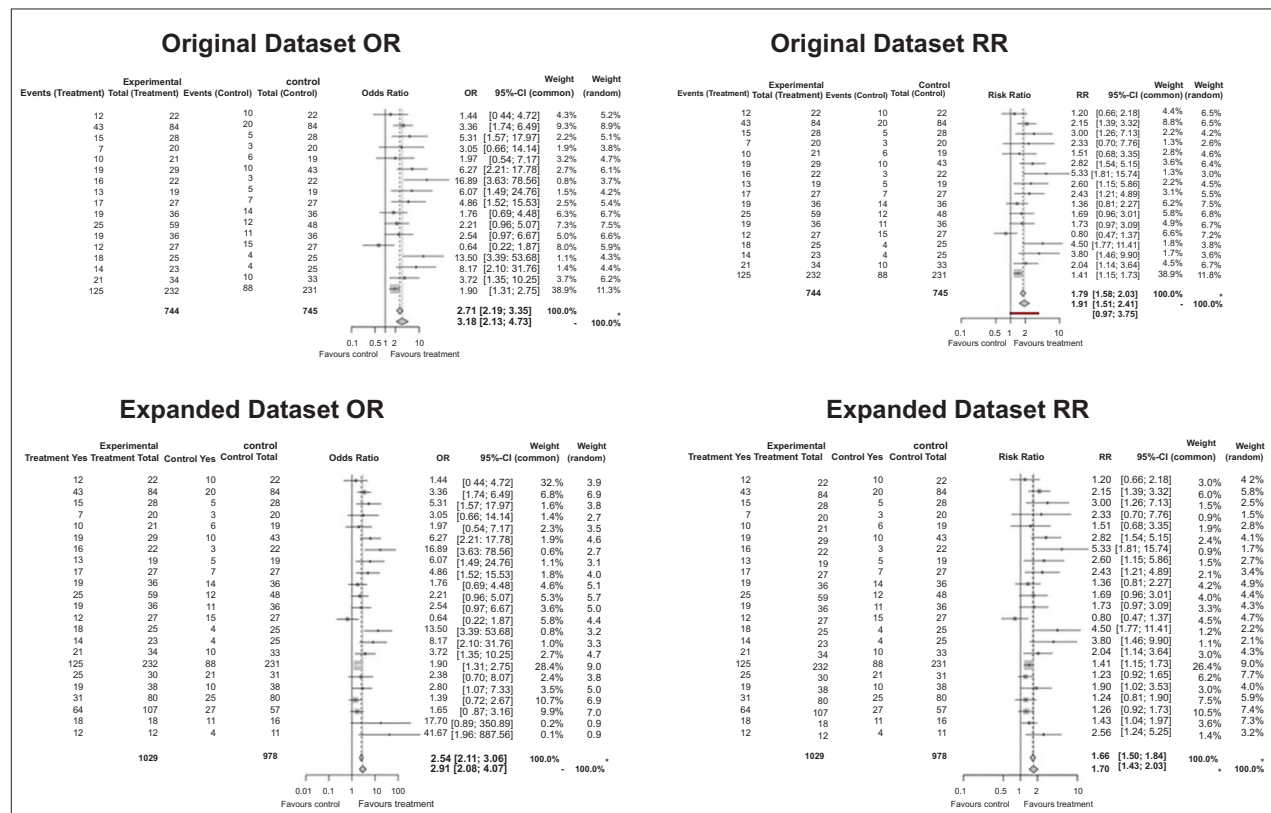 Original Dataset OR
Experimental control Weight Weight
Events (Treatment) Total (Treatment) Events (Control) Total (Control) Odds Ratio OR 95%-CI (common) (random)
12 22 10 22 1.44 [0 44; 4.72] 4.3% 5.2%
43 84 20 84 3.36 [1.74; 6.49] 9.3% 8.9%
15 28 5 28 5.31 [1.57; 17.97] 2.2% 5.1%
7 20 3 20 3.05 [0.66; 14.14] 1.9% 3.8%
10 21 6 19 1.97 [0.54; 7.17] 3.2% 4.7%
19 29 10 43 6.27 [2.21; 17.78] 2.7% 6.1%
16 22 3 22 16.89 [3.63; 78.56] 0.8% 3.7%
13 19 5 19 6.07 [1.49; 24.76] 1.5% 4.2%
17 27 7 27 4.86 [1.52; 15.53] 2.5% 5.4%
19 36 14 36 1.76 [0.69; 4.48] 6.3% 6.7%
25 59 12 48 2.21 [0.96; 5.07] 7.5% 7.5%
19 36 11 36 2.54 [0.97; 6.67] 5.0% 6.6%
12 27 15 27 0.64 [0.22; 1.87] 8.0% 5.9%
18 25 4 25 13.50 [3.39; 53.68] 1.1% 4.3%
14 23 4 25 8.17 [2.10; 31.76] 1.4% 4.4%
21 34 10 33 3.72 [1.35; 10.25] 3.7% 6.2%
125 232 88 231 1.90 [1.31; 2.75] 38.9% 11.3%
744 745 2.71 [2.19; 3.35] 100.0% *
3.18 [2.13; 4.73] - 100.0%
0.1 0.5 1 2 10
Favours control Favours treatment
Original Dataset RR
Experimental Control Weight Weight
Events (Treatment) Total (Treatment) Events (Control) Total (Control) Risk Ratio RR 95%-CI (common) (random)
12 22 10 22 1.20 [0.66; 2.18] 4.4% 6.5%
43 84 20 84 2.15 [1.39; 3.32] 8.8% 6.5%
15 28 5 28 3.00 [1.26; 7.13] 2.2% 4.2%
7 20 3 20 2.33 [0.70; 7.76] 1.3% 2.6%
10 21 6 19 1.51 [0.68; 3.35] 2.8% 4.6%
19 29 10 43 2.82 [1.54; 5.15] 3.6% 6.4%
16 22 3 22 5.33 [1.81; 15.74] 1.3% 3.0%
13 19 5 19 2.60 [1.15; 5.86] 2.2% 4.5%
17 27 7 27 2.43 [1.21; 4.89] 3.1% 5.5%
19 36 14 36 1.36 [0.81; 2.27] 6.2% 7.5%
25 59 12 48 1.69 [0.96; 3.01] 5.8% 6.8%
19 36 11 36 1.73 [0.97; 3.09] 4.9% 6.7%
12 27 15 27 0.80 [0.47; 1.37] 6.6% 7.2%
18 25 4 25 4.50 [1.77; 11.41] 1.8% 3.8%
14 23 4 25 3.80 [1.46; 9.90] 1.7% 3.6%
21 34 10 33 2.04 [1.14; 3.64] 4.5% 6.7%
125 232 88 231 1.41 [1.15; 1.73] 38.9% 11.8%
744 745 1.79 [1.58; 2.03] 100.0% *
1.91 [1.51; 2.41] - 100.0%
[0.97; 3.75]
0.1 0.5 1 2 10
Favours control Favours treatment
Expanded Dataset OR
Experimental control Weight Weight
Treatment Yes Treatment Total Control Yes Control Total Odds Ratio OR 95%-CI (common) (random)
12 22 10 22 1.44 [0 44; 4.72] 32.% 3.9
43 84 20 84 3.36 [1.74; 6.49] 6.8% 6.9
15 28 5 28 5.31 [1.57; 17.97] 1.6% 3.8
7 20 3 20 3.05 [0.66; 14.14] 1.4% 2.7
10 21 6 19 1.97 [0.54; 7.17] 2.3% 3.5
19 29 10 43 6.27 [2.21; 17.78] 1.9% 4.6
16 22 3 22 16.89 [3.63; 78.56] 0.6% 2.7
13 19 5 19 6.07 [1.49; 24.76] 1.1% 3.1
17 27 7 27 4.86 [1.52; 15.53] 1.8% 4.0
19 36 14 36 1.76 [0.69; 4.48] 4.6% 5.1
25 59 12 48 2.21 [0.96; 5.07] 5.3% 5.7
19 36 11 36 2.54 [0.97; 6.67] 3.6% 5.0
12 27 15 27 0.64 [0.22; 1.87] 5.8% 4.4
18 25 4 25 13.50 [3.39; 53.68] 0.8% 3.2
14 23 4 25 8.17 [2.10; 31.76] 1.0% 3.3
21 34 10 33 3.72 [1.35; 10.25] 2.7% 4.7
125 232 88 231 1.90 [1.31; 2.75] 28.4% 9.0
25 30 21 31 2.38 [0.70; 8.07] 2.4% 3.8
19 38 10 38 2.80 [1.07; 7.33] 3.5% 5.0
31 80 25 80 1.39 [0.72; 2.67] 10.7% 6.9
64 107 27 57 1.65 [0 .87; 3.16] 9.0% 7.0
18 18 11 16 17.70 [0.89; 350.89] 0.2% 0.9
12 12 4 11 41.67 [1.96; 887.56] 0.1% 0.9
1029 978 2.54 [2.11; 3.06] 100.0% *
2.91 [2.08; 4.07] - 100.0%
0.01 0.1 1 10 100
Favours control Favours treatment
Expanded Dataset RR
Experimental control Weight Weight
Treatment Yes Treatment Total Control Yes Control Total Risk Ratio RR 95%-CI (common) (random)
12 22 10 22 1.20 [0.66; 2.18] 3.0% 4 2%
43 84 20 84 2.15 [1.39; 3.32] 6.0% 5.8%
15 28 5 28 3.00 [1.26; 7.13] 1.5% 2.5%
7 20 3 20 2.33 [0.70; 7.76] 0.9% 1.5%
10 21 6 19 1.51 [0.68; 3.35] 1.9% 2.8%
19 29 10 43 2.82 [1.54; 5.15] 2.4% 4.1%
16 22 3 22 5.33 [1.81; 15.74] 0.9% 1.7%
13 19 5 19 2.60 [1.15; 5.86] 1.5% 2.7%
17 27 7 27 2.43 [1.21; 4.89] 2.1% 3.4%
19 36 14 36 1.36 [0.81; 2.27] 4.2% 4.9%
25 59 12 48 1.69 [0.96; 3.01] 4.0% 4.4%
19 36 11 36 1.73 [0.97; 3.09] 3.3% 4.3%
12 27 15 27 0.80 [0.47; 1.37] 4.5% 4.7%
18 25 4 25 4.50 [1.77; 11.41] 1.2% 2.2%
14 23 4 25 3.80 [1.46; 9.90] 1.1% 2.1%
21 34 10 33 2.04 [1.14; 3.64] 3.0% 4.3%
125 232 88 231 1.41 [1.15; 1.73] 26.4% 9.0%
25 30 21 31 1.23 [0.92; 1.65] 6.2% 7.7%
19 38 10 38 1.90 [1.02; 3.53] 3.0% 4.0%
31 80 25 80 1.24 [0.81; 1.90] 7.5% 5.9%
64 107 27 57 1.26 [0.92; 1.73] 10.5% 7.4%
18 18 11 16 1.43 [1.04; 1.97] 3.6% 7.3%
12 12 4 11 2.56 [1.24; 5.25] 1.4% 3.2%
1029 978 1.66 [1.50; 1.84] 100.0% *
1.70 [1.43; 2.03] * 100.0%
0.1 0.5 1 2 10
Favours control Favours treatment